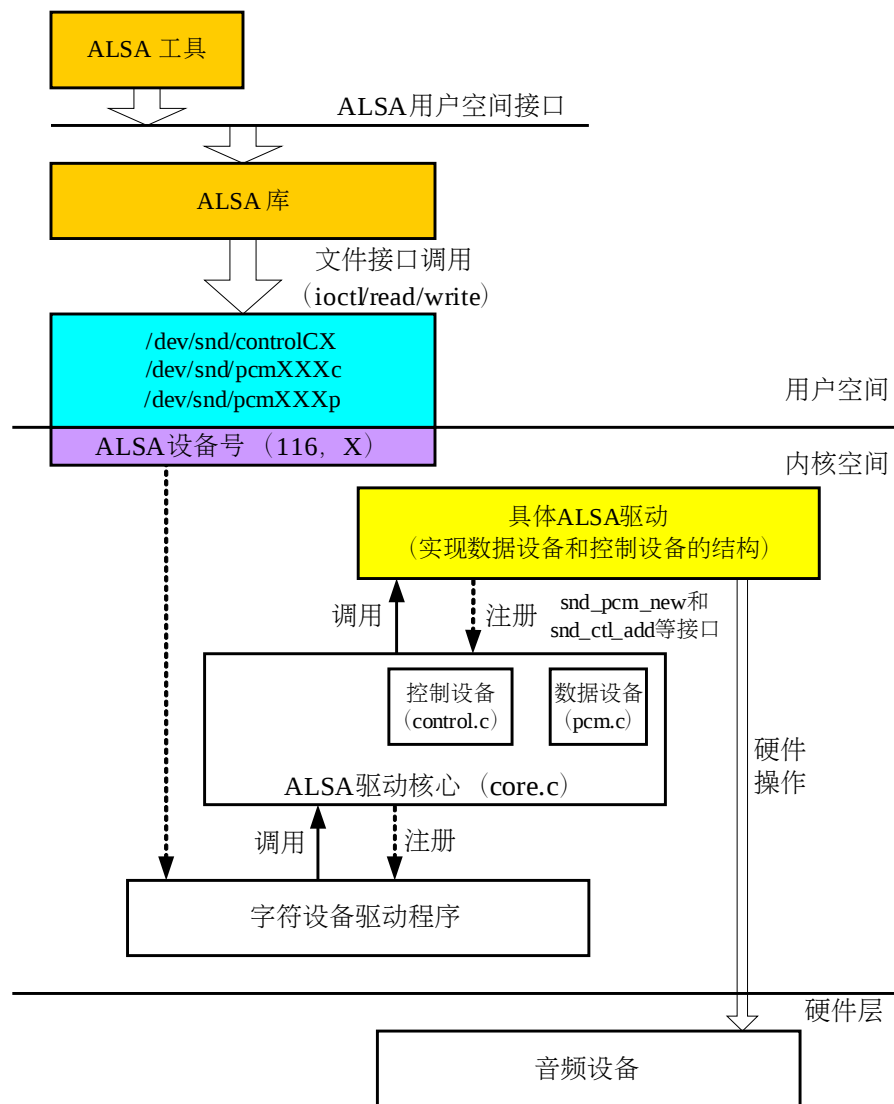 ALSA 工具
ALSA用户空间接口
ALSA 库
文件接口调用
（ioctl/read/write）
/dev/snd/controlCX
/dev/snd/pcmXXXc
/dev/snd/pcmXXXp
用户空间
ALSA设备号（116，X）
内核空间
具体ALSA驱动
（实现数据设备和控制设备的结构）
调用
注册
snd_pcm_new和
snd_ctl_add等接口
控制设备
（control.c）
数据设备
（pcm.c）
ALSA驱动核心（core.c）
硬件
操作
调用
注册
字符设备驱动程序
硬件层
音频设备